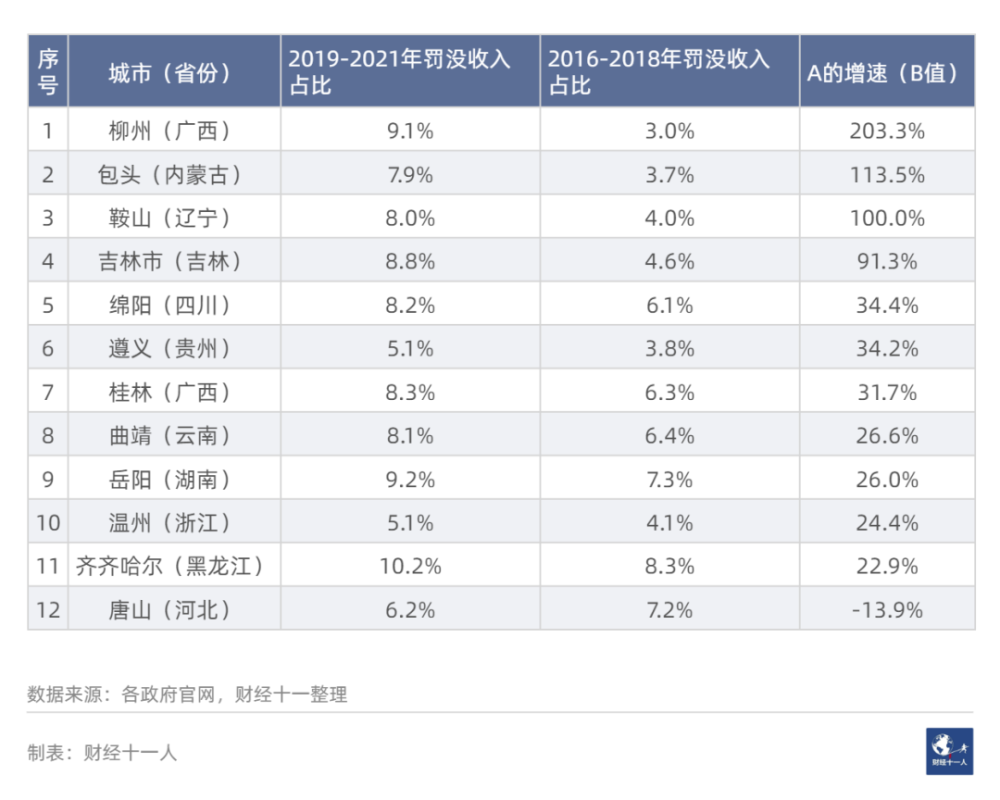 序号 城市（省份） 2019-2021年罚没收入占比 2016-2018年罚没收入占比 A的增速（B值）
1 柳州（广西） 9.1% 3.0% 203.3%
2 包头（内蒙古） 7.9% 3.7% 113.5%
3 鞍山（辽宁） 8.0% 4.0% 100.0%
4 吉林市（吉林） 8.8% 4.6% 91.3%
5 绵阳（四川） 8.2% 6.1% 34.4%
6 遵义（贵州） 5.1% 3.8% 34.2%
7 桂林（广西） 8.3% 6.3% 31.7%
8 曲靖（云南） 8.1% 6.4% 26.6%
9 岳阳（湖南） 9.2% 7.3% 26.0%
10 温州（浙江） 5.1% 4.1% 24.4%
11 齐齐哈尔（黑龙江） 10.2% 8.3% 22.9%
12 唐山（河北） 6.2% 7.2% -13.9%
数据来源：各政府官网，财经十一整理
制表：财经十一人
财经十一人